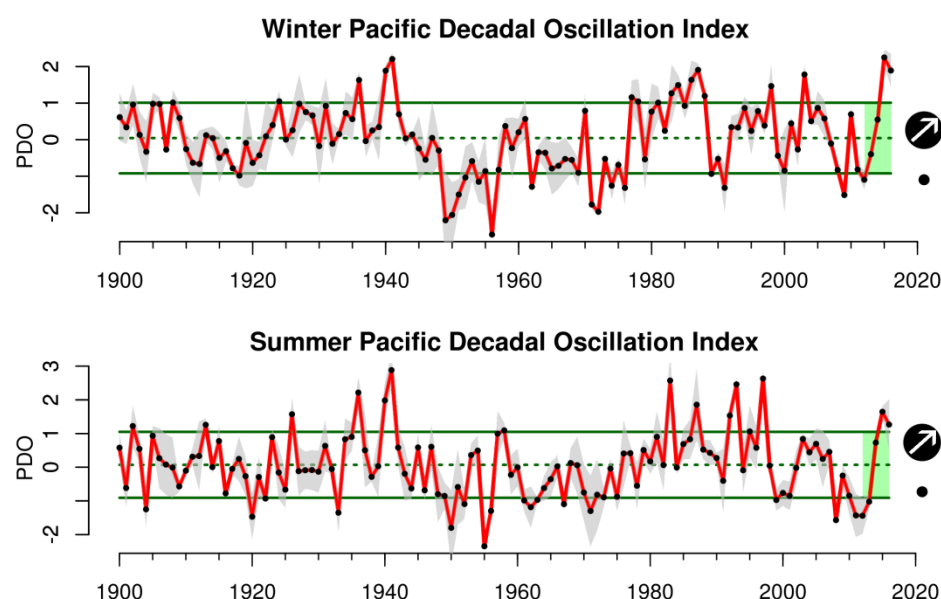 Winter Pacific Decadal Oscillation Index
PDO
2
1
0
-2
1900 1920 1940 1960 1980 2000 2020
Summer Pacific Decadal Oscillation Index
PDO
3
2
0
-2
1900 1920 1940 1960 1980 2000 2020